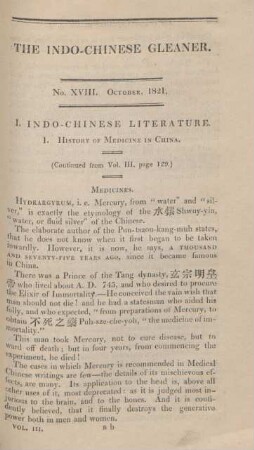 THE INDO-CHINESE GLEANER.
No. XVIII. OCTOBER, 1821.
I. INDO-CHINESE LITERATURE.
1. HISTORY OF MEDICINE IN CHINA.
(Continued from Vol. III. page 129.)
MEDICINES.
HYDRARGYRUM, i. e. Mercury, from "water" and "sil-
ver," is exactly the etymology of the 水銀 Shwuy-yin,
"water, or fluid silver" of the Chinese.
The elaborate author of the Pun-tsaou-kang-muh states,
that he does not know when it first began to be taken
inwardly. However, it is now, he says, A THOUSAND
AND SEVENTY-FIVE YEARS AGO, since it became famous
in China.
There was a Prince of the Tang dynasty, 玄宗明皇
who lived about A. D. 745, and who desired to procure
the Elixir of Immortality.—He conceived the vain wish that
man should not die! and he had a statesman who aided his
folly, and who expected, "from preparations of Mercury, to
obtain 不死之藥 Puh-sze-che-yoh, "the medicine of im-
mortality."
This man took Mercury, not to cure disease, but to
ward off death; but in four years, from commencing the
experiment, he died!
The cases in which Mercury is recommended in Medical
Chinese writings are few—the details of its mischievous ef-
fects, are many. Its application to the head is, above all
other uses of it, most deprecated: as it is judged most in-
jurious to the brain, and to the bones. And it is confi-
dently believed, that it finally destroys the generative
power both in men and women.
VOL. III. B b